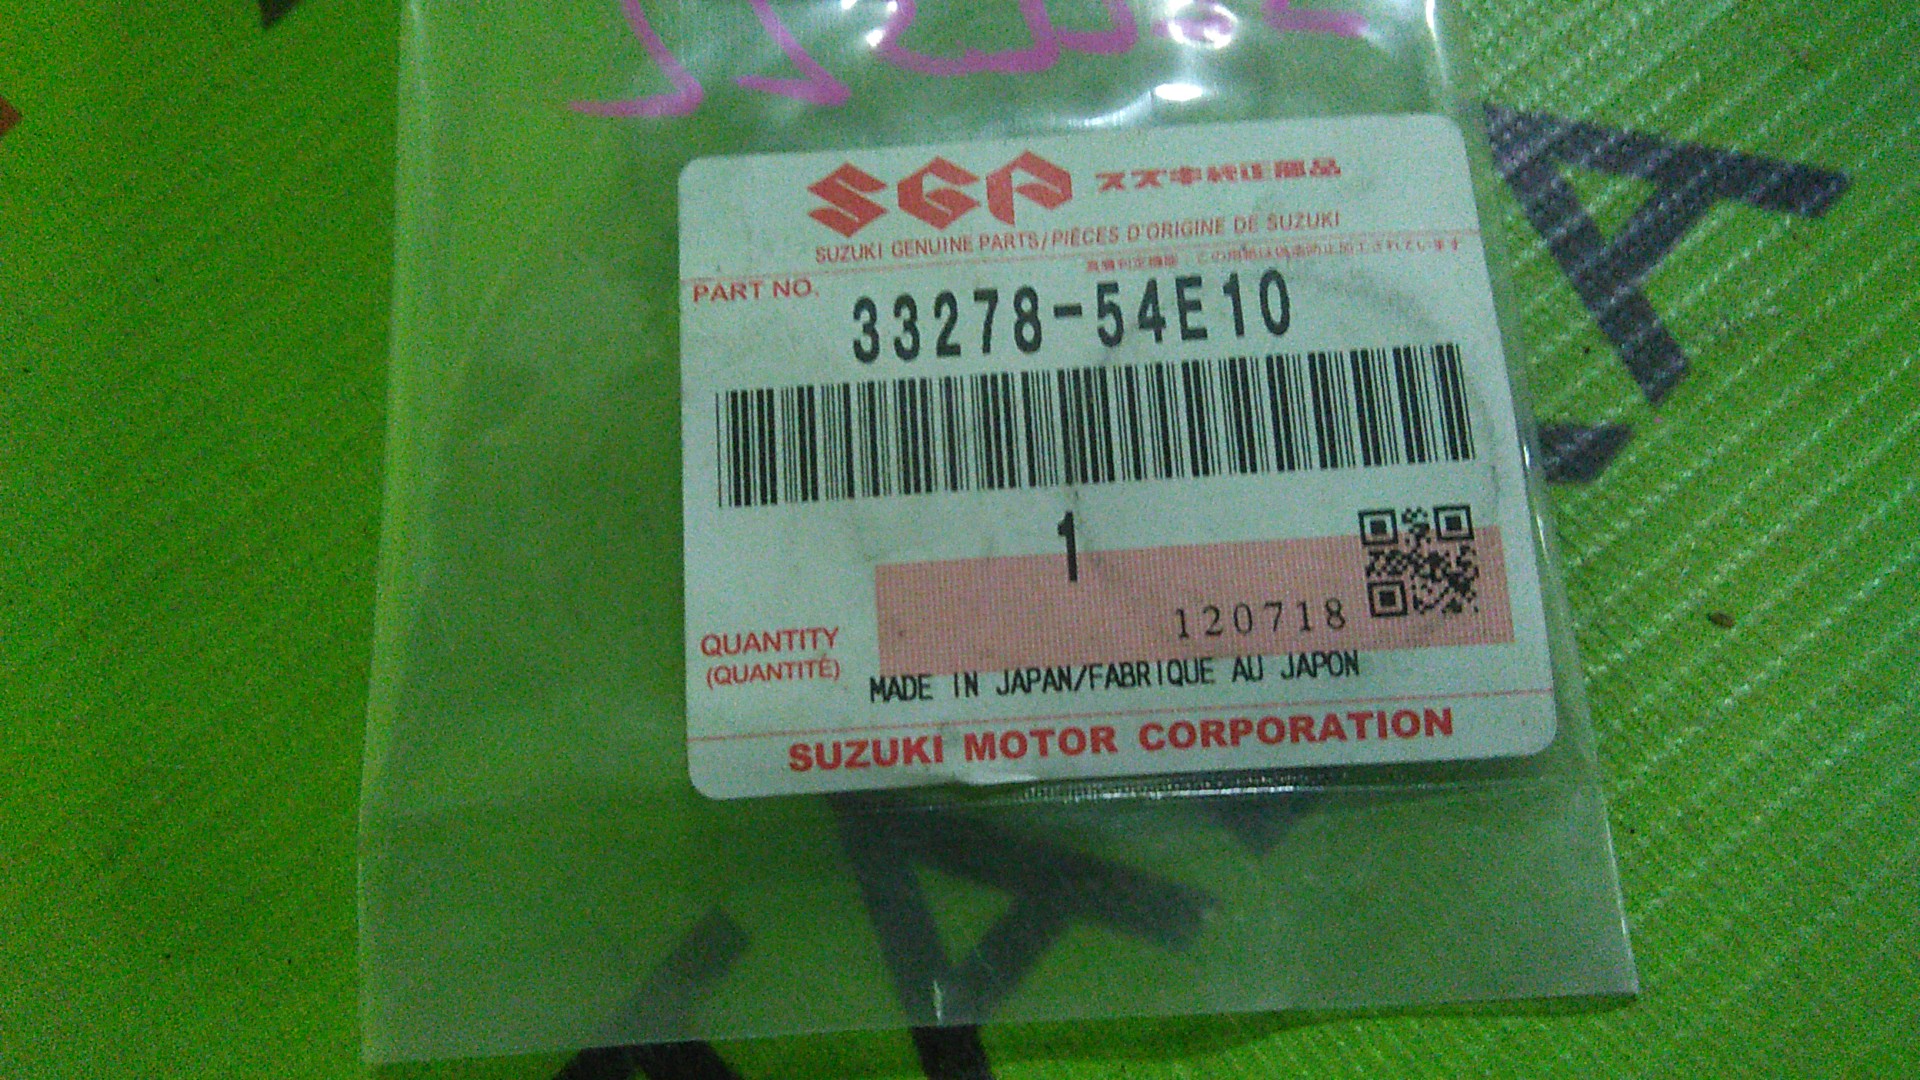 SGP スズキ純正部品
SUZUKI GENUINE PARTS/PIÈCES D'ORIGINE DE SUZUKI
PART NO. 33278-54E10
1
120718
QUANTITY
(QUANTITÉ)
MADE IN JAPAN/FABRIQUE AU JAPON
SUZUKI MOTOR CORPORATION